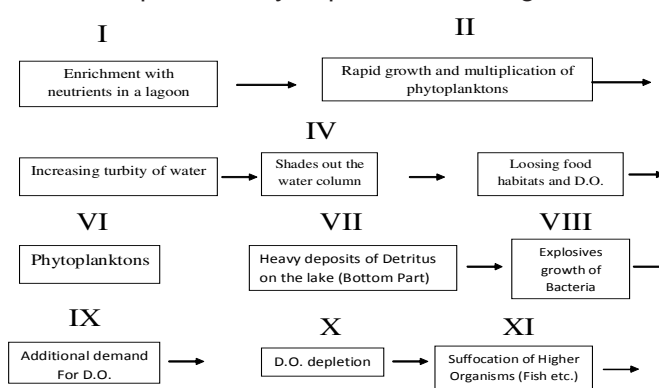 I
II
Enrichment with
neutrients in a lagoon
Rapid growth and multiplication of
phytoplanktons
IV
Increasing turbity of water
Shades out the
water column
Loosing food
habitats and D.O.
VI
VII
VIII
Phytoplanktons
Heavy deposits of Detritus
on the lake (Bottom Part)
Explosives
growth of
Bacteria
IX
X
XI
Additional demand
For D.O.
D.O. depletion
Suffocation of Higher
Organisms (Fish etc.)